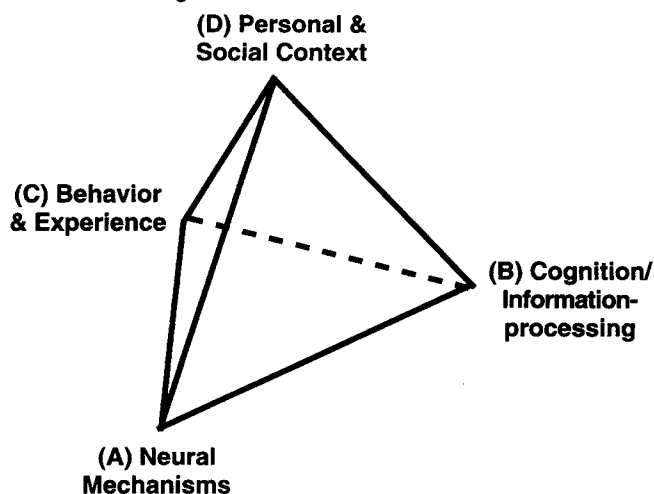 (D) Personal &
Social Context
(C) Behavior
& Experience
(B) Cognition/
Information-
processing
(A) Neural
Mechanisms